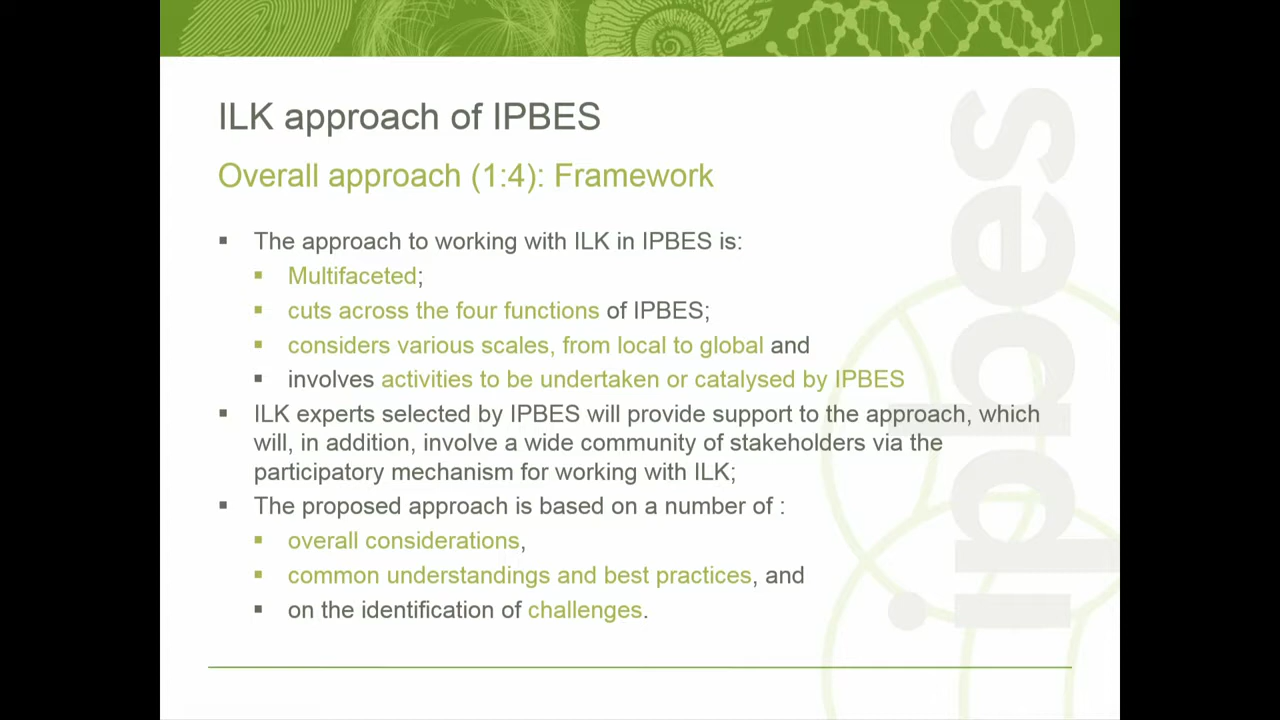 ILK approach of IPBES
Overall approach (1:4): Framework
▪ The approach to working with ILK in IPBES is:
▪ Multifaceted;
▪ cuts across the four functions of IPBES;
▪ considers various scales, from local to global and
▪ involves activities to be undertaken or catalysed by IPBES
▪ ILK experts selected by IPBES will provide support to the approach, which
will, in addition, involve a wide community of stakeholders via the
participatory mechanism for working with ILK;
▪ The proposed approach is based on a number of :
▪ overall considerations,
▪ common understandings and best practices, and
▪ on the identification of challenges.
ipbes